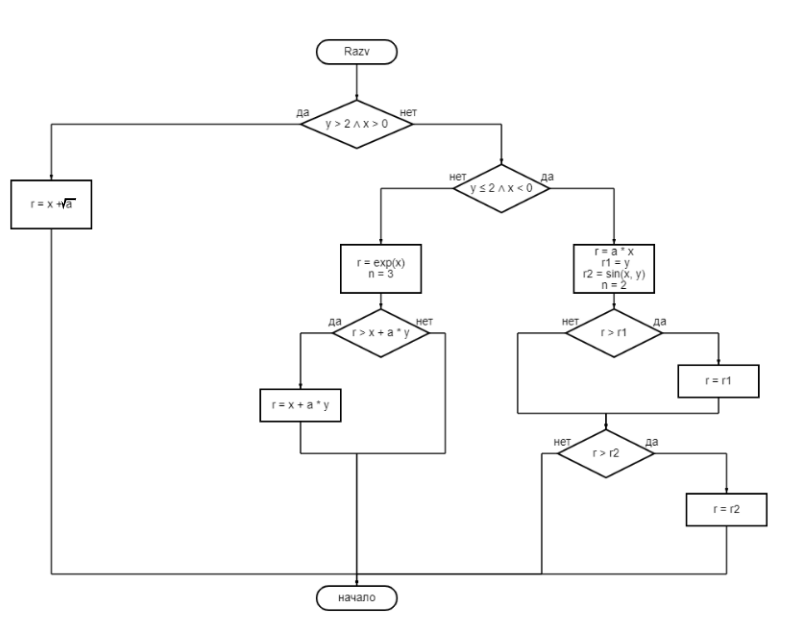 Razv
да
нет
y > 2 ∧ x > 0
нет
да
y ≤ 2 ∧ x < 0
r = x +√a
r = exp(x)
n = 3
r = a * x
r1 = y
r2 = sin(x, y)
n = 2
да
нет
r > x + a * y
нет
да
r > r1
r = r1
r = x + a * y
нет
да
r > r2
r = r2
начало